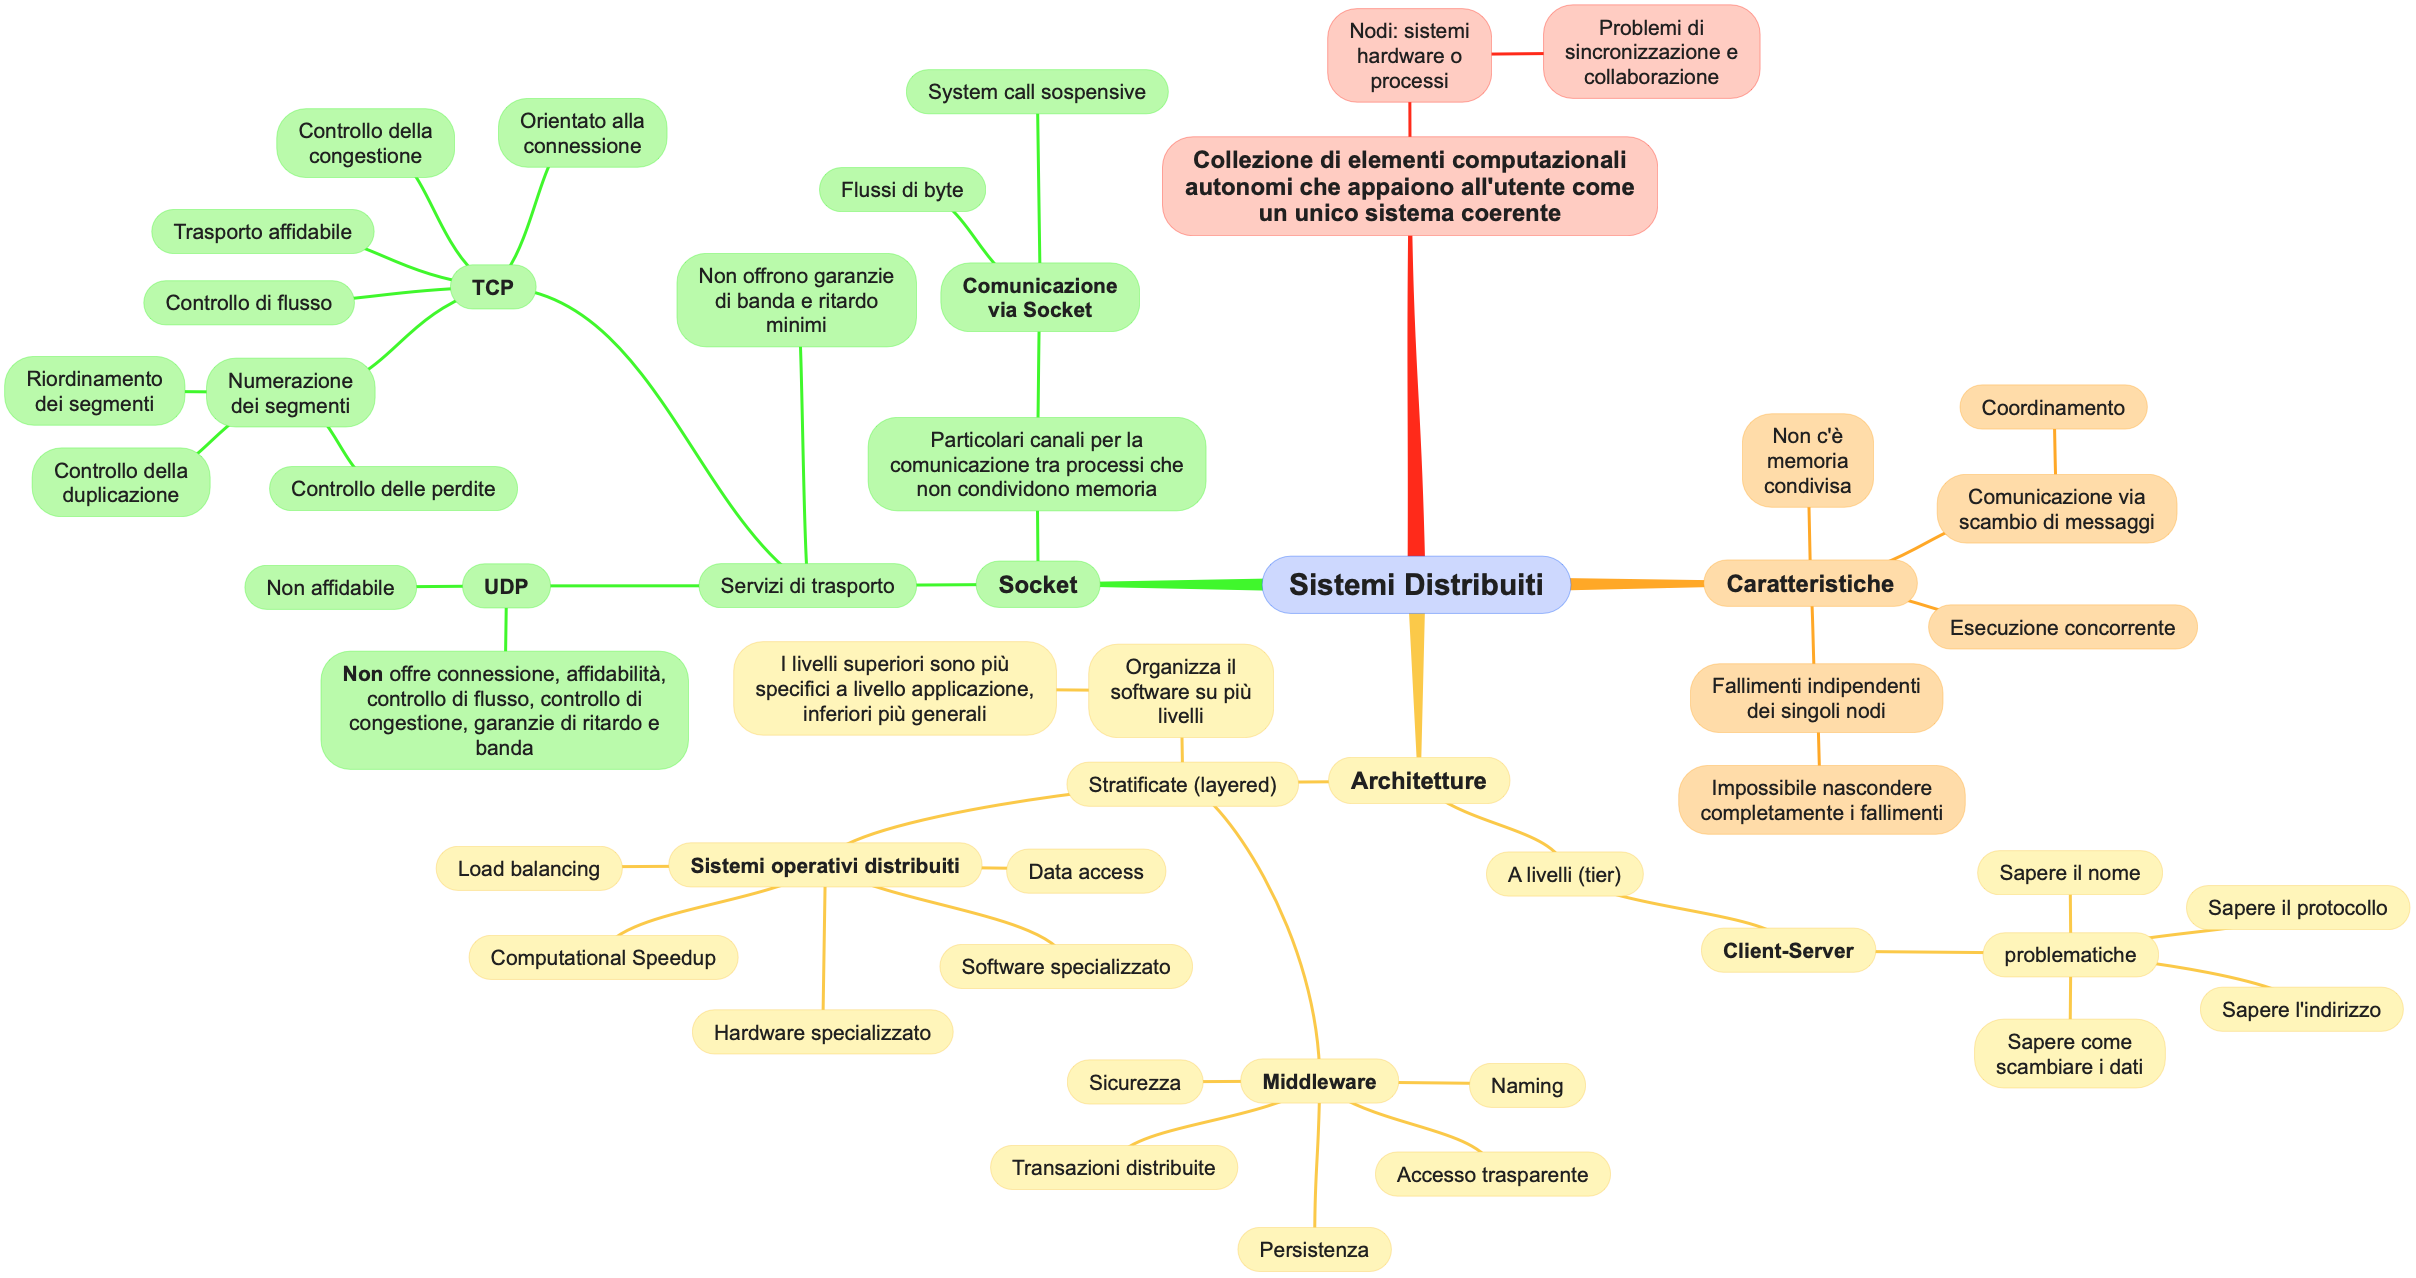 Nodi: sistemi
hardware o
processi
Problemi di
sincronizzazione e
collaborazione
Collezione di elementi computazionali
autonomi che appaiono all'utente come
un unico sistema coerente
System call sospensive
Flussi di byte
Comunicazione
via Socket
Particolari canali per la
comunicazione tra processi che
non condividono memoria
Controllo della
congestione
Orientato alla
connessione
Trasporto affidabile
Controllo di flusso
TCP
Non offrono garanzie
di banda e ritardo
minimi
Riordinamento
dei segmenti
Numerazione
dei segmenti
Controllo della
duplicazione
Controllo delle perdite
Non affidabile
UDP
Servizi di trasporto
Socket
Sistemi Distribuiti
Non offre connessione, affidabilità,
controllo di flusso, controllo di
congestione, garanzie di ritardo e
banda
Coordinamento
Non c'è
memoria
condivisa
Comunicazione via
scambio di messaggi
Caratteristiche
Esecuzione concorrente
Fallimenti indipendenti
dei singoli nodi
Impossibile nascondere
completamente i fallimenti
I livelli superiori sono più
specifici a livello applicazione,
inferiori più generali
Organizza il
software su più
livelli
Stratificate (layered)
Architetture
Load balancing
Sistemi operativi distribuiti
Data access
Computational Speedup
Software specializzato
Hardware specializzato
A livelli (tier)
Client-Server
Sapere il nome
Sapere il protocollo
problematiche
Sapere l'indirizzo
Sapere come
scambiare i dati
Sicurezza
Middleware
Naming
Transazioni distribuite
Accesso trasparente
Persistenza